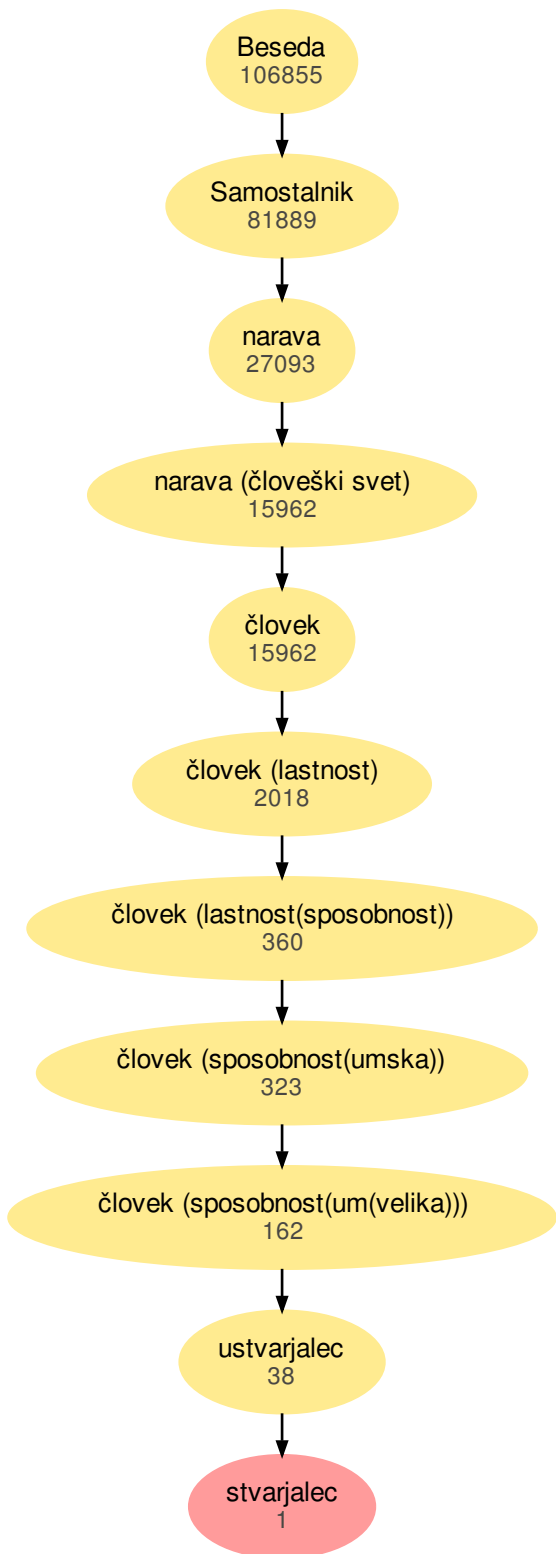 Beseda
106855
Samostalnik
81889
narava
27093
narava (človeški svet)
15962
človek
15962
človek (lastnost)
2018
človek (lastnost(sposobnost))
360
človek (sposobnost(umska))
323
človek (sposobnost(um(velika)))
162
ustvarjalec
38
stvarjalec
1